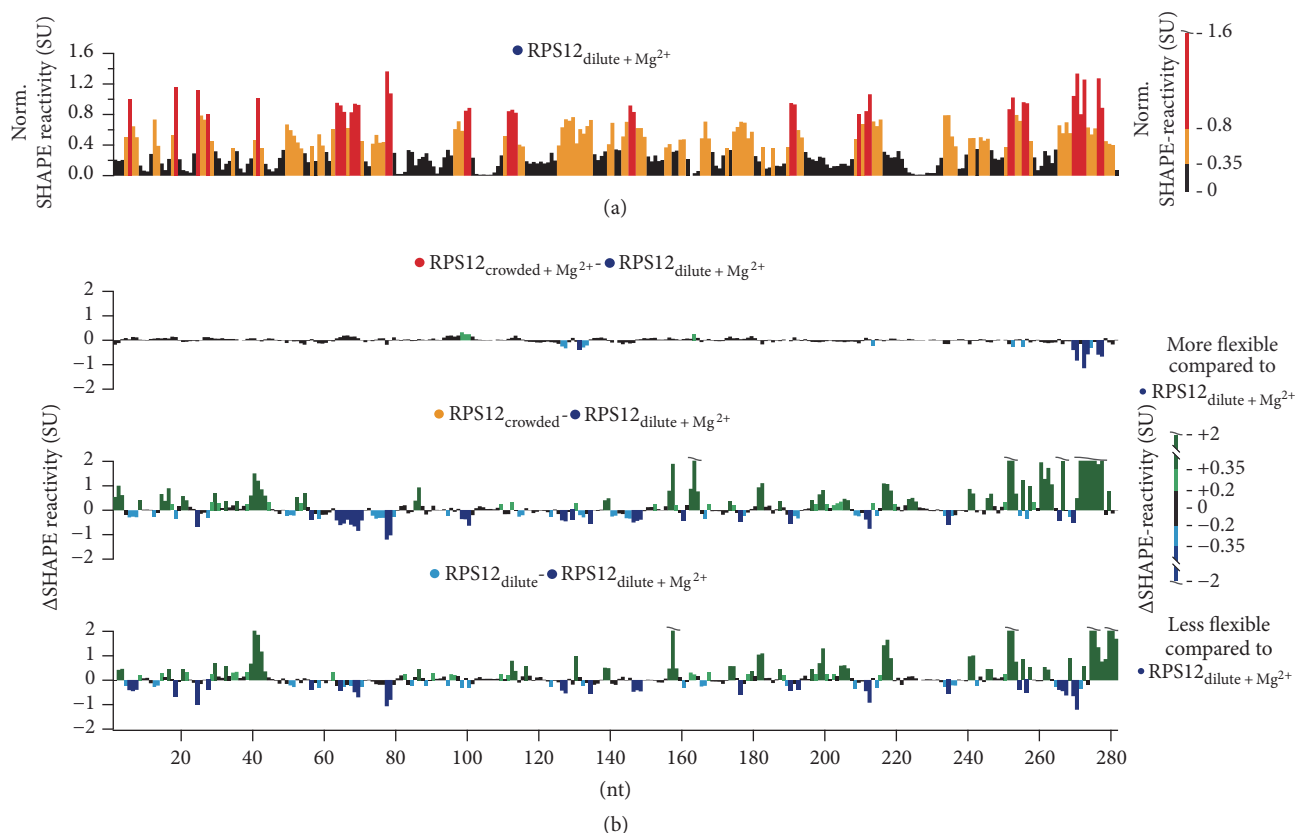 RPS12dilute + Mg2+
Norm.
SHAPE reactivity (SU)
1.6
1.2
0.8
0.4
0.0
(a)
Norm.
SHAPE-reactivity (SU)
- 1.6
- 0.8
- 0.35
- 0
RPS12crowded + Mg2+- RPS12dilute + Mg2+
2
1
0
−1
−2
RPS12crowded- RPS12dilute + Mg2+
2
1
0
−1
−2
RPS12dilute- RPS12dilute + Mg2+
2
1
0
−1
−2
ΔSHAPE reactivity (SU)
20 40 60 80 100 120 140 160 180 200 220 240 260 280
(nt)
(b)
More flexible
compared to
RPS12dilute + Mg2+
ΔSHAPE-reactivity (SU)
- +2
- +0.35
- +0.2
- 0
- −0.2
- −0.35
- −2
Less flexible
compared to
RPS12dilute + Mg2+